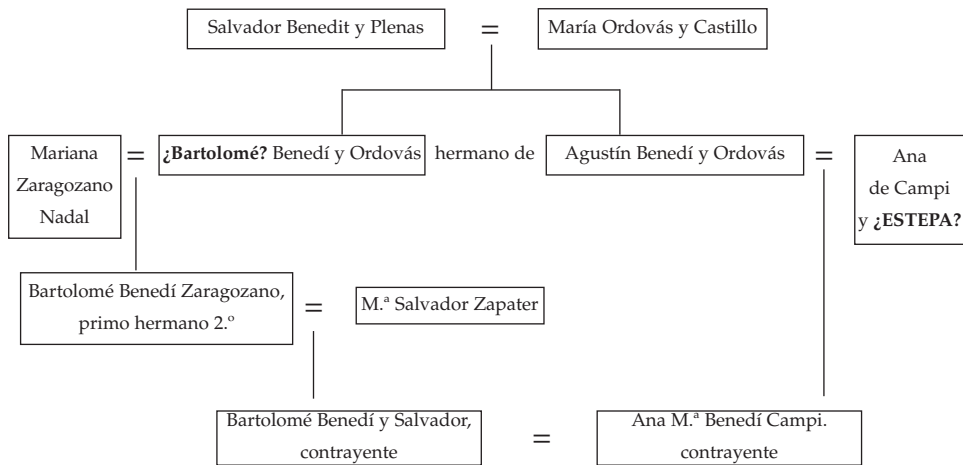 Salvador Benedit y Plenas = María Ordovás y Castillo
Mariana
Zaragozano
Nadal
=
¿Bartolomé? Benedí y Ordovás
hermano de
Agustín Benedí y Ordovás
=
Ana
de Campi
y ¿ESTEPA?
Bartolomé Benedí Zaragozano,
primo hermano 2.º
=
M.ª Salvador Zapater
Bartolomé Benedí y Salvador,
contrayente
=
Ana M.ª Benedí Campi.
contrayente